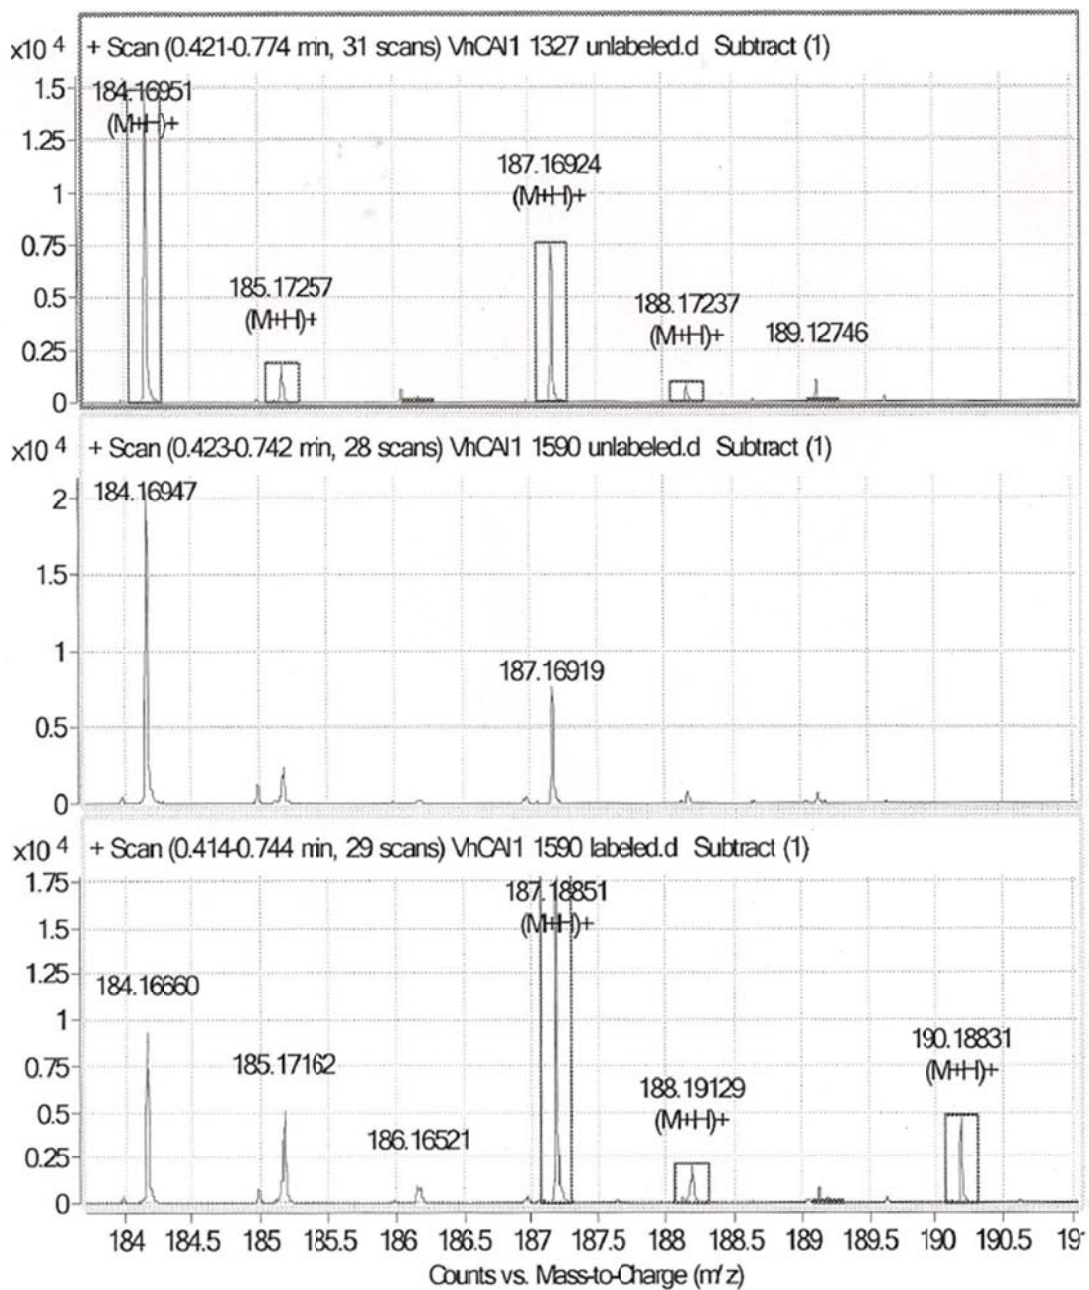 x10 4 + Scan (0.421-0.774 min, 31 scans) VhCAI1 1327 unlabeled.d Subtract (1)
184.16951
(M+H)+
1.5
1.25
187.16924
(M+H)+
1
0.75
185.17257
(M+H)+
0.5
188.17237
(M+H)+
189.12746
0.25
0
x10 4 + Scan (0.423-0.742 min, 28 scans) VhCAI1 1590 unlabeled.d Subtract (1)
184.16947
2
1.5
1
187.16919
0.5
0
x10 4 + Scan (0.414-0.744 min, 29 scans) VhCAI1 1590 labeled.d Subtract (1)
1.75
187.18851
(M+H)+
1.5
1.25
184.16660
1
190.18831
(M+H)+
0.75
185.17162
188.19129
(M+H)+
0.5
186.16521
0.25
0
184 184.5 185 185.5 186 186.5 187 187.5 188 188.5 189 189.5 190 190.5 19
Counts vs. Mass-to-Charge (m/z)